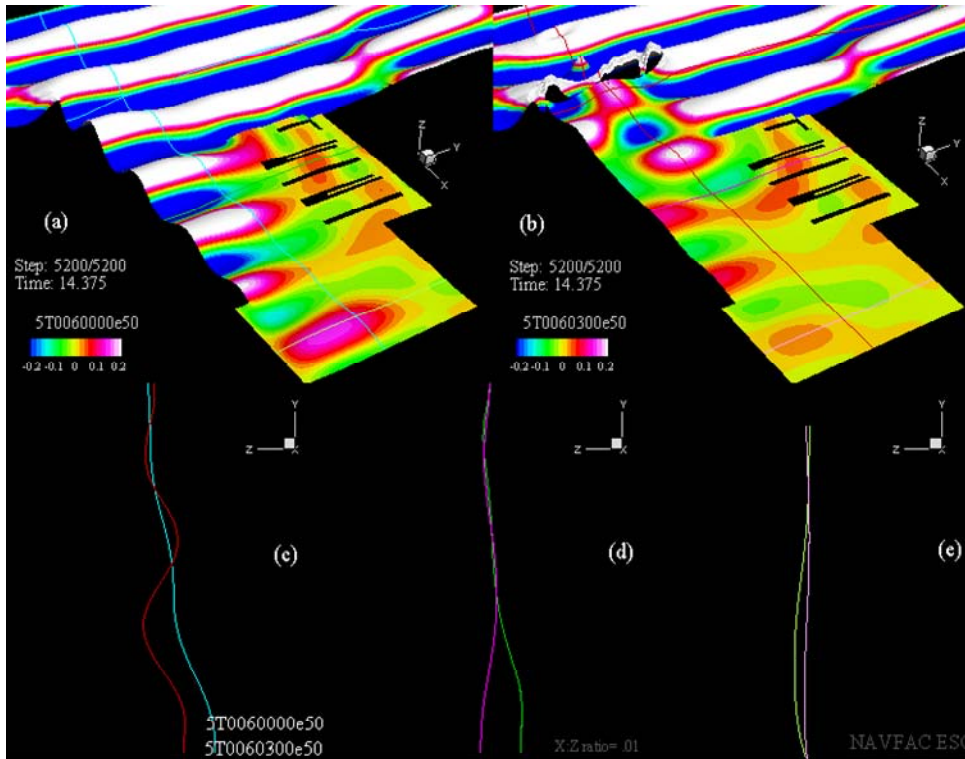 Z
Y
X
(a)
Step: 5200/5200
Time: 14.375
5T0060000e50
-0.2 -0.1 0 0.1 0.2
Z
Y
X
(b)
Step: 5200/5200
Time: 14.375
5T0060300e50
-0.2 -0.1 0 0.1 0.2
Y
Z
X
(c)
5T0060000e50
5T0060300e50
Y
Z
X
(d)
X:Z ratio= .01
Y
Z
X
(e)
NAVFAC ESC